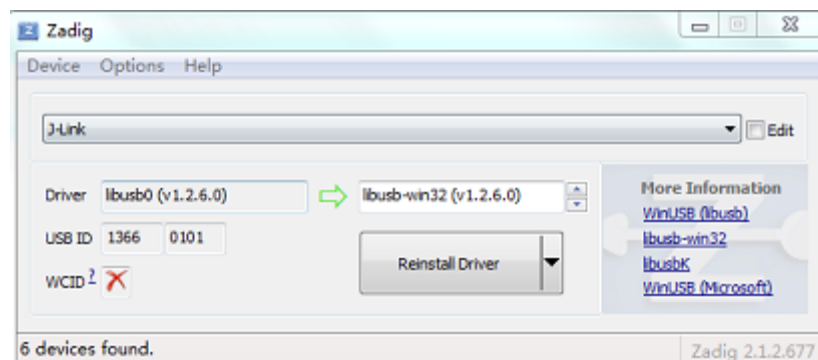 Zadig
Device Options Help
J-Link
Edit
Driver libusb0 (v1.2.6.0) libusb-win32 (v1.2.6.0)
USB ID 1366 0101
WCID ?
Reinstall Driver
More Information
WinUSB (libusb)
libusb-win32
libusbK
WinUSB (Microsoft)
6 devices found.
Zadig 2.1.2.677